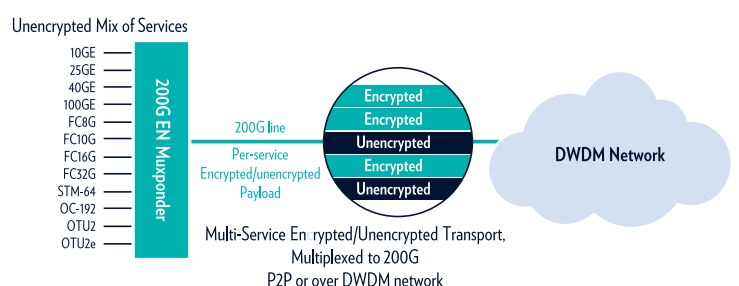 Unencrypted Mix of Services
10GE
25GE
40GE
100GE
FC8G
FC10G
FC16G
FC32G
STM-64
OC-192
OTU2
OTU2e
200G EN Muxponder
200G line
Per-service
Encrypted/unencrypted
Payload
Encrypted
Encrypted
Unencrypted
Encrypted
Unencrypted
DWDM Network
Multi-Service Encrypted/Unencrypted Transport,
Multiplexed to 200G
P2P or over DWDM network